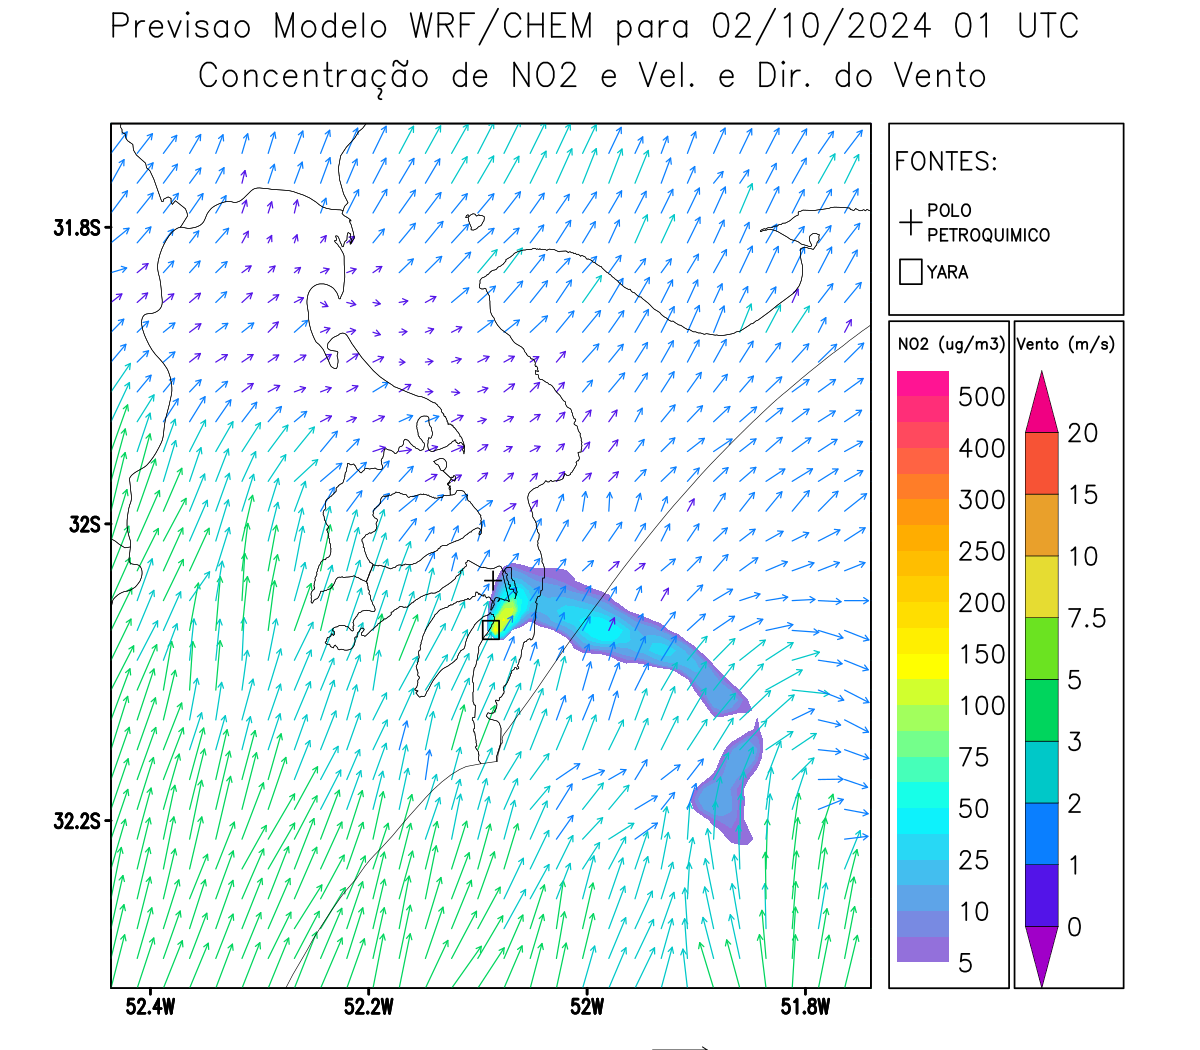 Previsao Modelo WRF/CHEM para 02/10/2024 01 UTC
Concentração de NO2 e Vel. e Dir. do Vento
FONTES:
POLO
PETROQUIMICO
YARA
NO2 (ug/m3)
500
400
300
250
200
150
100
75
50
25
10
5
Vento (m/s)
20
15
10
7.5
5
3
2
1
0
31.8S
32S
32.2S
52.4W
52.2W
52W
51.8W